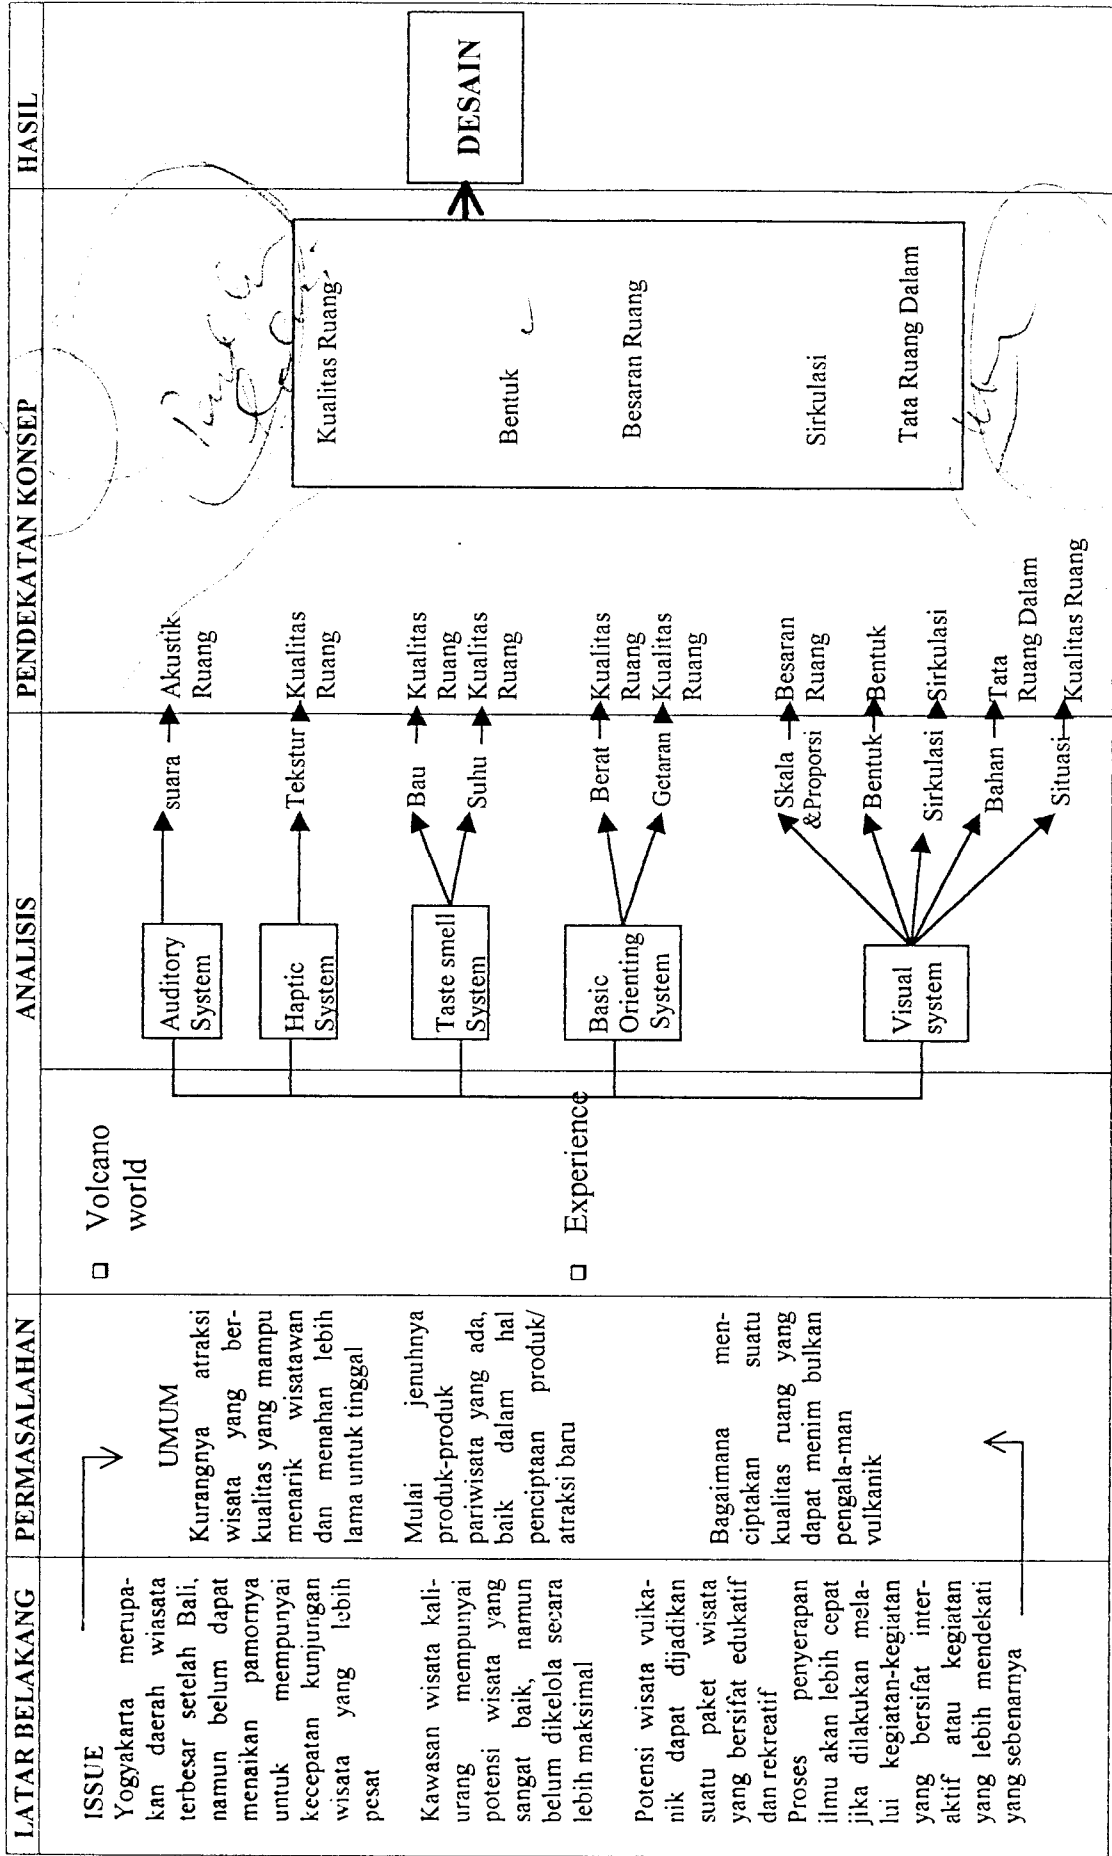 LATAR BELAKANG
PERMASALAHAN
ANALISIS
PENDEKATAN KONSEP
HASIL
ISSUE
Yogyakarta merupa-
kan daerah wiasata
terbesar setelah Bali,
namun belum dapat
menaikan pamornya
untuk mempunyai
kecepatan kunjungan
wisata yang lebih
pesat
Kawasan wisata kali-
urang mempunyai
potensi wisata yang
sangat baik, namun
belum dikelola secara
lebih maksimal
Potensi wisata vulka-
nik dapat dijadikan
suatu paket wisata
yang bersifat edukatif
dan rekreatif
Proses penyerapan
ilmu akan lebih cepat
jika dilakukan mela-
lui kegiatan-kegiatan
yang bersifat inter-
aktif atau kegiatan
yang lebih mendekati
yang sebenarnya
UMUM
Kurangnya atraksi
wisata yang ber-
kualitas yang mampu
menarik wisatawan
dan menahan lebih
lama untuk tinggal
Mulai jenuhnya
produk-produk
pariwisata yang ada,
baik dalam hal
penciptaan produk/
atraksi baru
Bagaimana men-
ciptakan suatu
kualitas ruang yang
dapat menim bulkan
pengala-man
vulkanik
Volcano
world
Experience
Auditory
System
Haptic
System
Taste smell
System
Basic
Orienting
System
Visual
system
suara
Tekstur
Bau
Suhu
Berat
Getaran
Skala
&Proporsi
Bentuk
Sirkulasi
Bahan
Situasi
Akustik
Ruang
Kualitas
Ruang
Kualitas
Ruang
Kualitas
Ruang
Kualitas
Ruang
Kualitas
Ruang
Besaran
Ruang
Bentuk
Sirkulasi
Tata
Ruang Dalam
Kualitas Ruang
Kualitas Ruang
Bentuk
Besaran Ruang
Sirkulasi
Tata Ruang Dalam
DESAIN